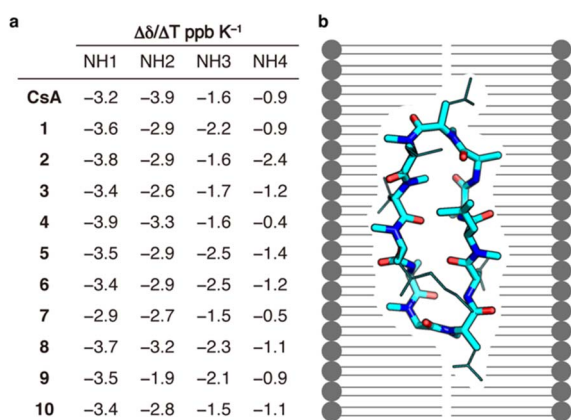 a
Δδ/ΔT ppb K⁻¹
NH1 NH2 NH3 NH4
CsA −3.2 −3.9 −1.6 −0.9
1 −3.6 −2.9 −2.2 −0.9
2 −3.8 −2.9 −1.6 −2.4
3 −3.4 −2.6 −1.7 −1.2
4 −3.9 −3.3 −1.6 −0.4
5 −3.5 −2.9 −2.5 −1.4
6 −3.4 −2.9 −2.5 −1.2
7 −2.9 −2.7 −1.5 −0.5
8 −3.7 −3.2 −2.3 −1.1
9 −3.5 −1.9 −2.1 −0.9
10 −3.4 −2.8 −1.5 −1.1
b